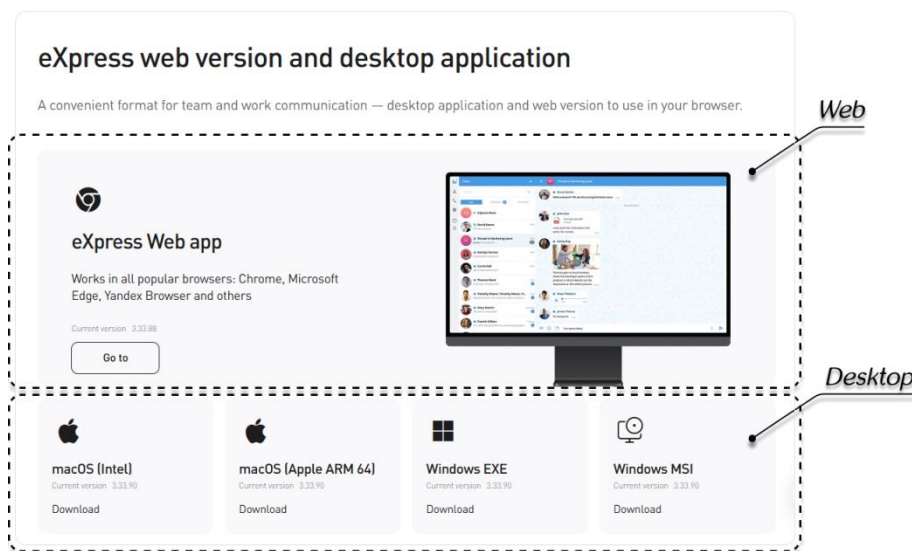 eXpress web version and desktop application
A convenient format for team and work communication — desktop application and web version to use in your browser.
Web
eXpress Web app
Works in all popular browsers: Chrome, Microsoft
Edge, Yandex Browser and others
Current version 3.33.88
Go to
Desktop
macOS (Intel)
Current version 3.33.90
Download
macOS (Apple ARM 64)
Current version 3.33.90
Download
Windows EXE
Current version 3.33.90
Download
Windows MSI
Current version 3.33.90
Download